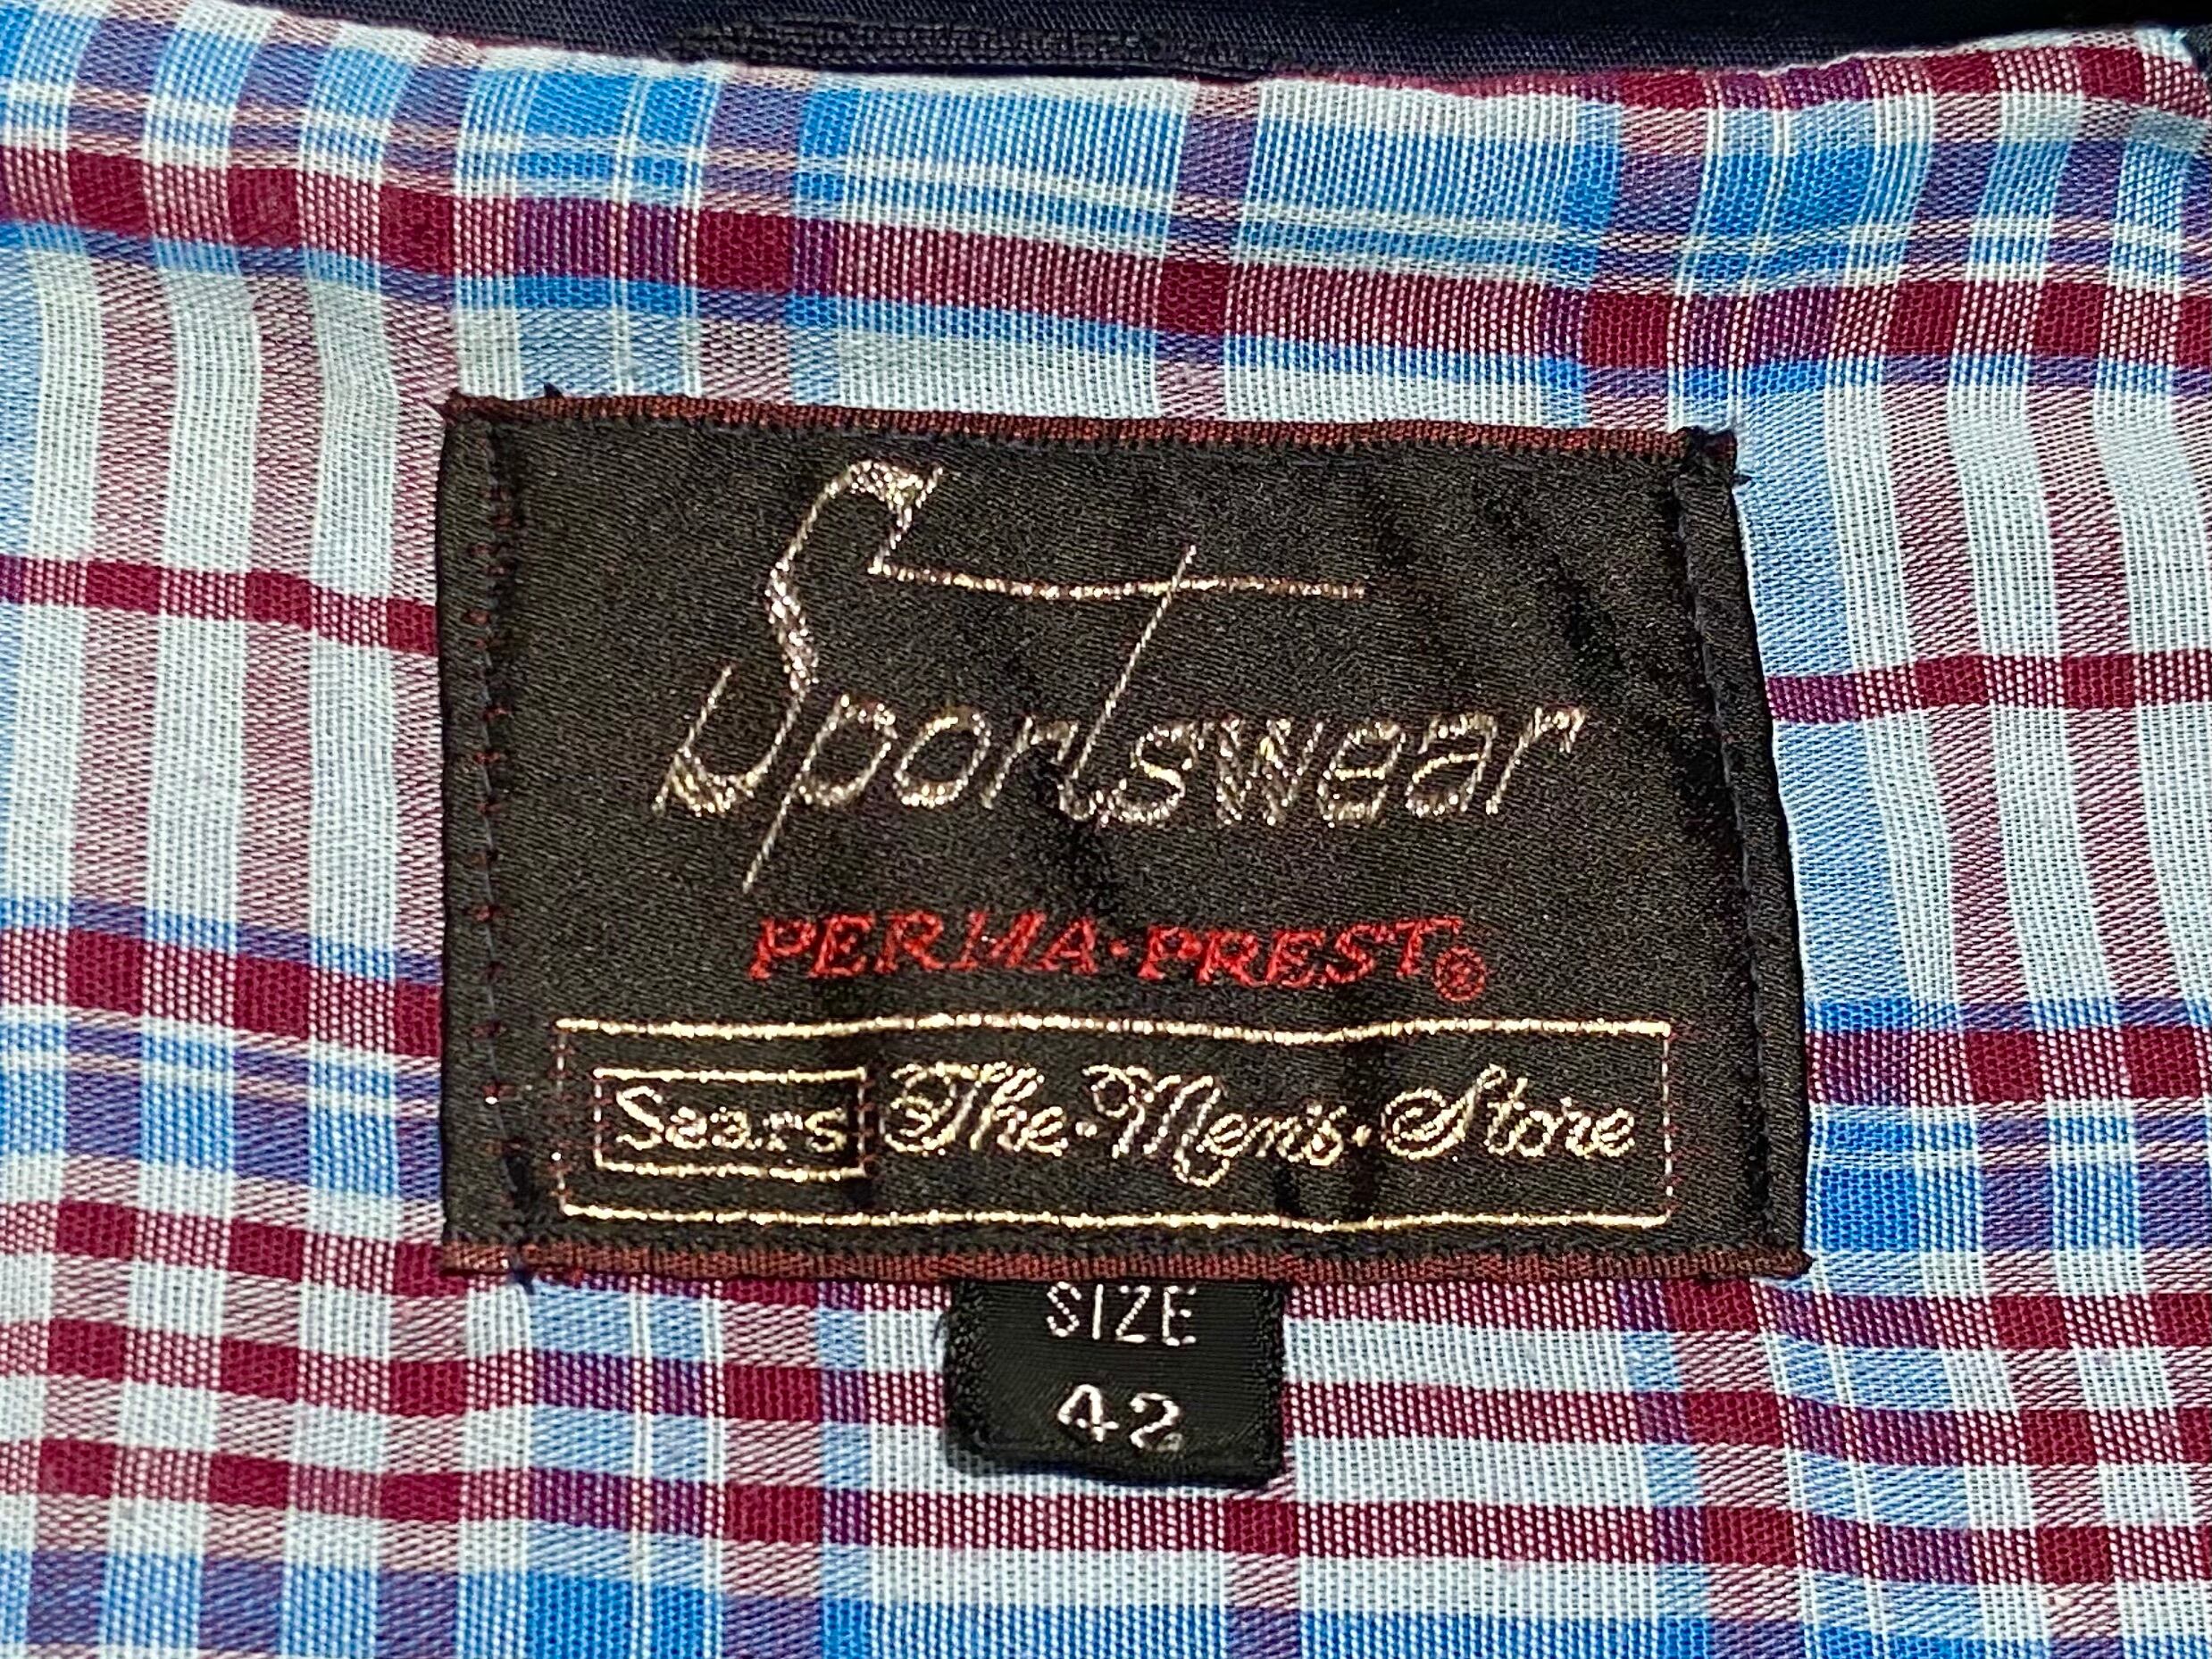 Sportswear
PERMA·PREST®
Sears The·Men's·Store
SIZE
42